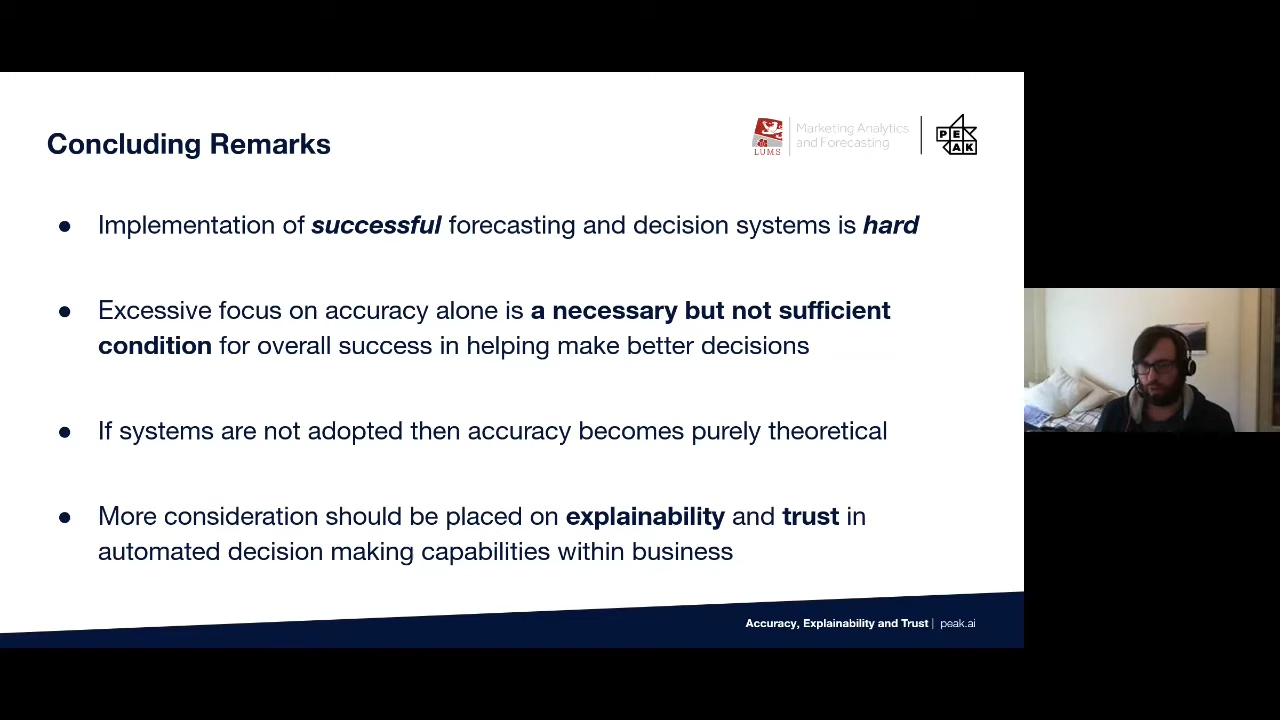 Concluding Remarks
LUMS
Marketing Analytics
and Forecasting
PE
AK
● Implementation of successful forecasting and decision systems is hard
● Excessive focus on accuracy alone is a necessary but not sufficient
condition for overall success in helping make better decisions
● If systems are not adopted then accuracy becomes purely theoretical
● More consideration should be placed on explainability and trust in
automated decision making capabilities within business
Accuracy, Explainability and Trust | peak.ai